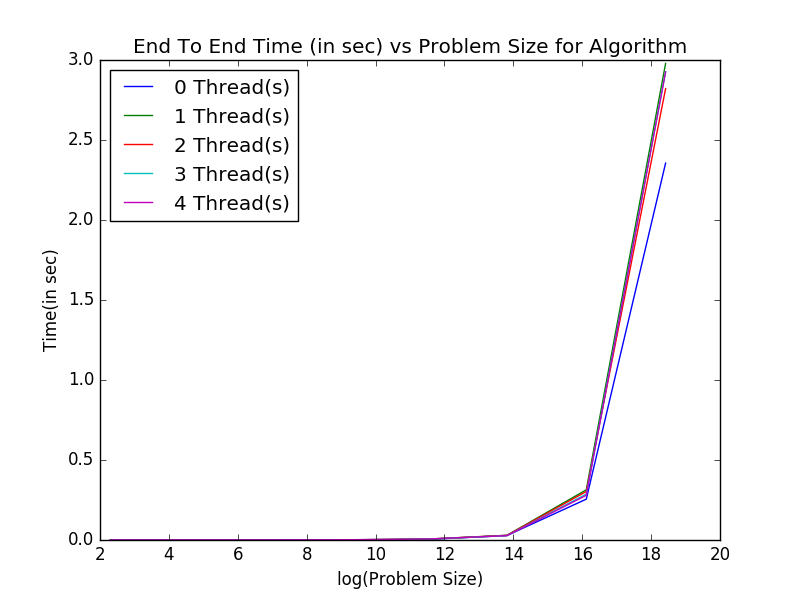 End To End Time (in sec) vs Problem Size for Algorithm
3.0
2.5
2.0
1.5
1.0
0.5
0.0
Time(in sec)
0 Thread(s)
1 Thread(s)
2 Thread(s)
3 Thread(s)
4 Thread(s)
2 4 6 8 10 12 14 16 18 20
log(Problem Size)